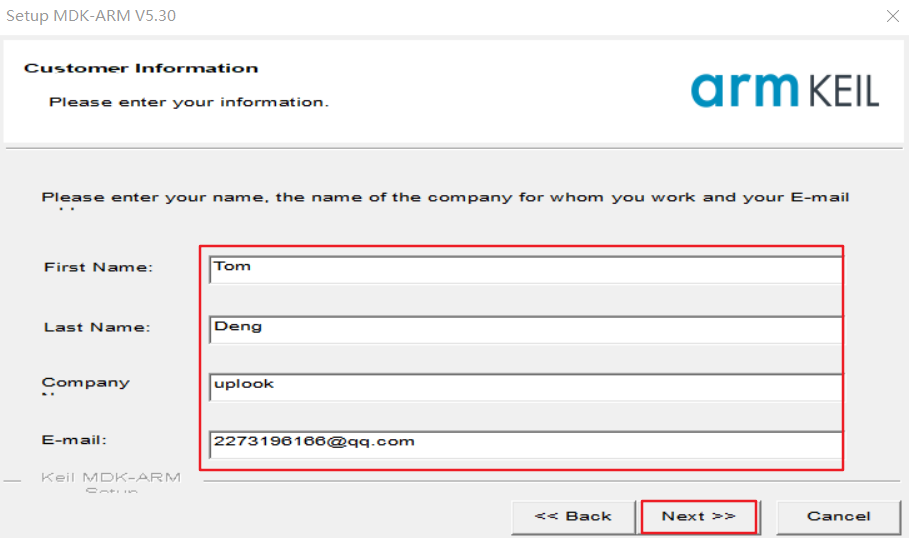 Setup MDK-ARM V5.30
Customer Information
Please enter your information.
arm KEIL
Please enter your name, the name of the company for whom you work and your E-mail
First Name:
Tom
Last Name:
Deng
Company
uplook
E-mail:
2273196166@qq.com
Keil MDK-ARM
Setup
<< Back
Next >>
Cancel